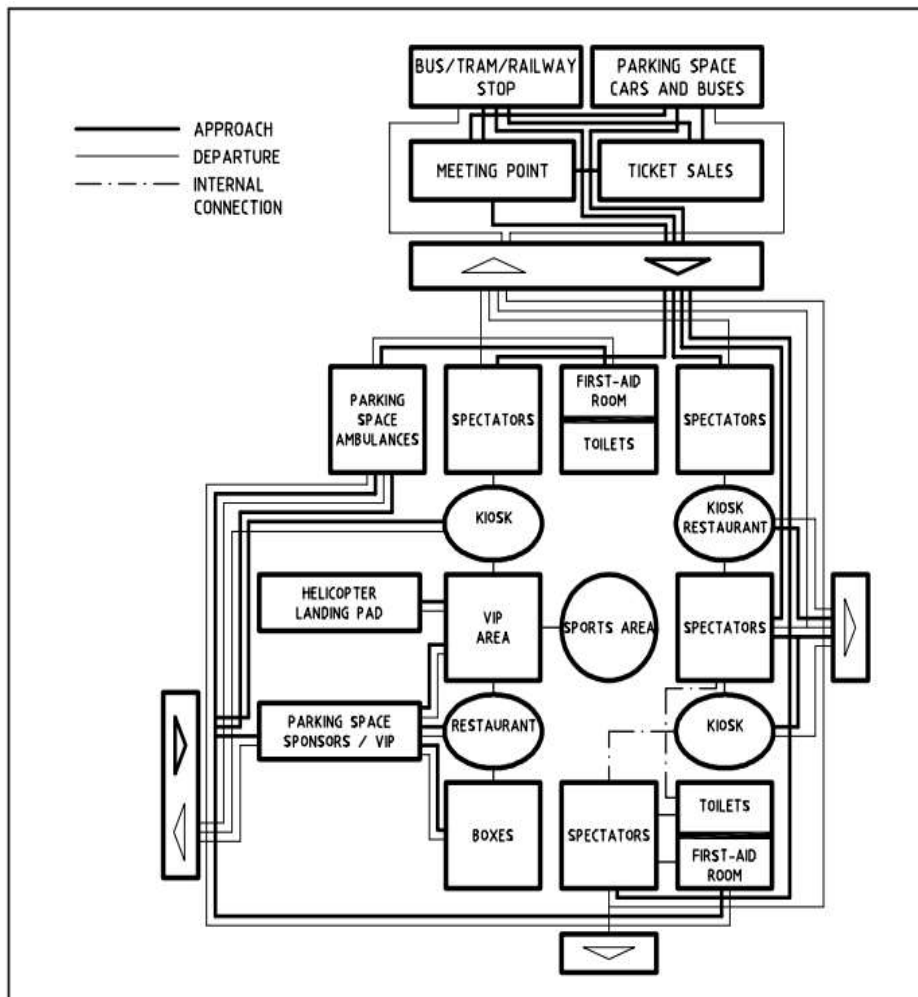 BUS/TRAM/RAILWAY
STOP
PARKING SPACE
CARS AND BUSES
APPROACH
DEPARTURE
INTERNAL
CONNECTION
MEETING POINT
TICKET SALES
PARKING
SPACE
AMBULANCES
SPECTATORS
FIRST-AID
ROOM
TOILETS
SPECTATORS
KIOSK
KIOSK
RESTAURANT
HELICOPTER
LANDING PAD
VIP
AREA
SPORTS AREA
SPECTATORS
PARKING SPACE
SPONSORS / VIP
RESTAURANT
KIOSK
BOXES
SPECTATORS
TOILETS
FIRST-AID
ROOM